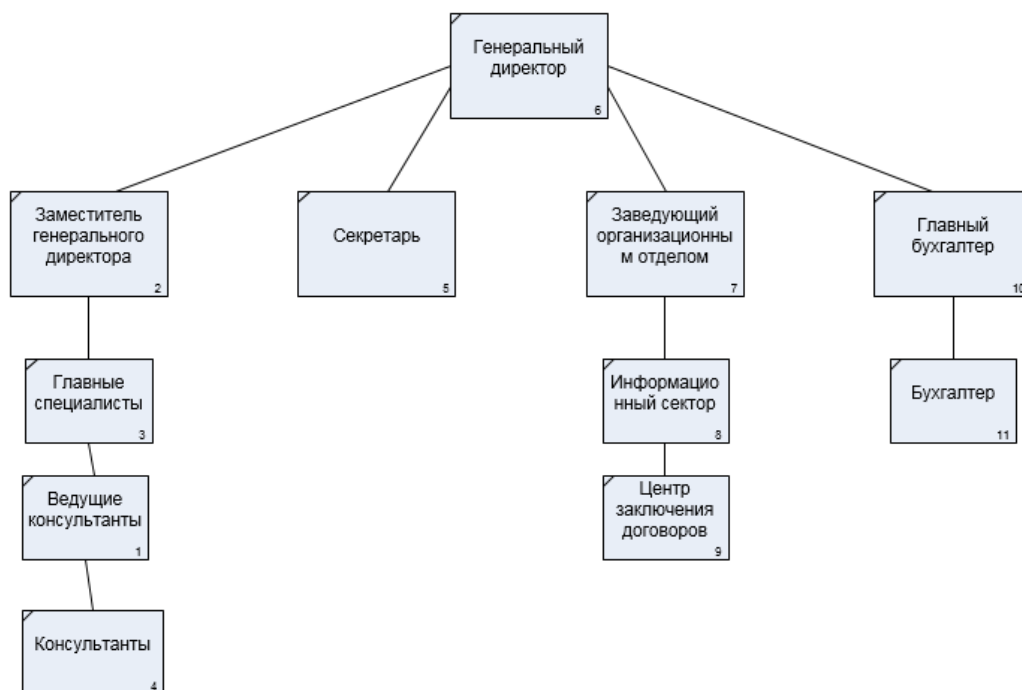 Генеральный
директор
6
Заместитель
генерального
директора
2
Секретарь
5
Заведующий
организационны
м отделом
7
Главный
бухгалтер
10
Главные
специалисты
3
Информацио
нный сектор
8
Бухгалтер
11
Ведущие
консультанты
1
Центр
заключения
договоров
9
Консультанты
4